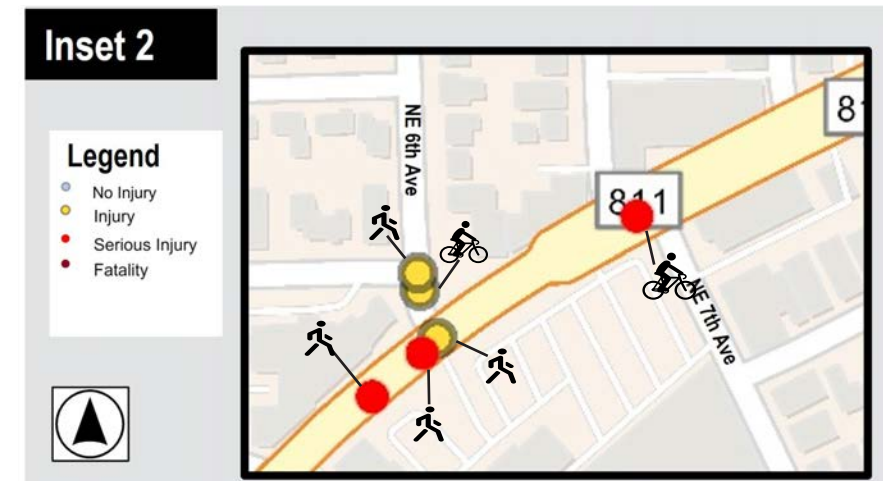 Inset 2
Legend
No Injury
Injury
Serious Injury
Fatality
NE 6th Ave
811
NE 7th Ave